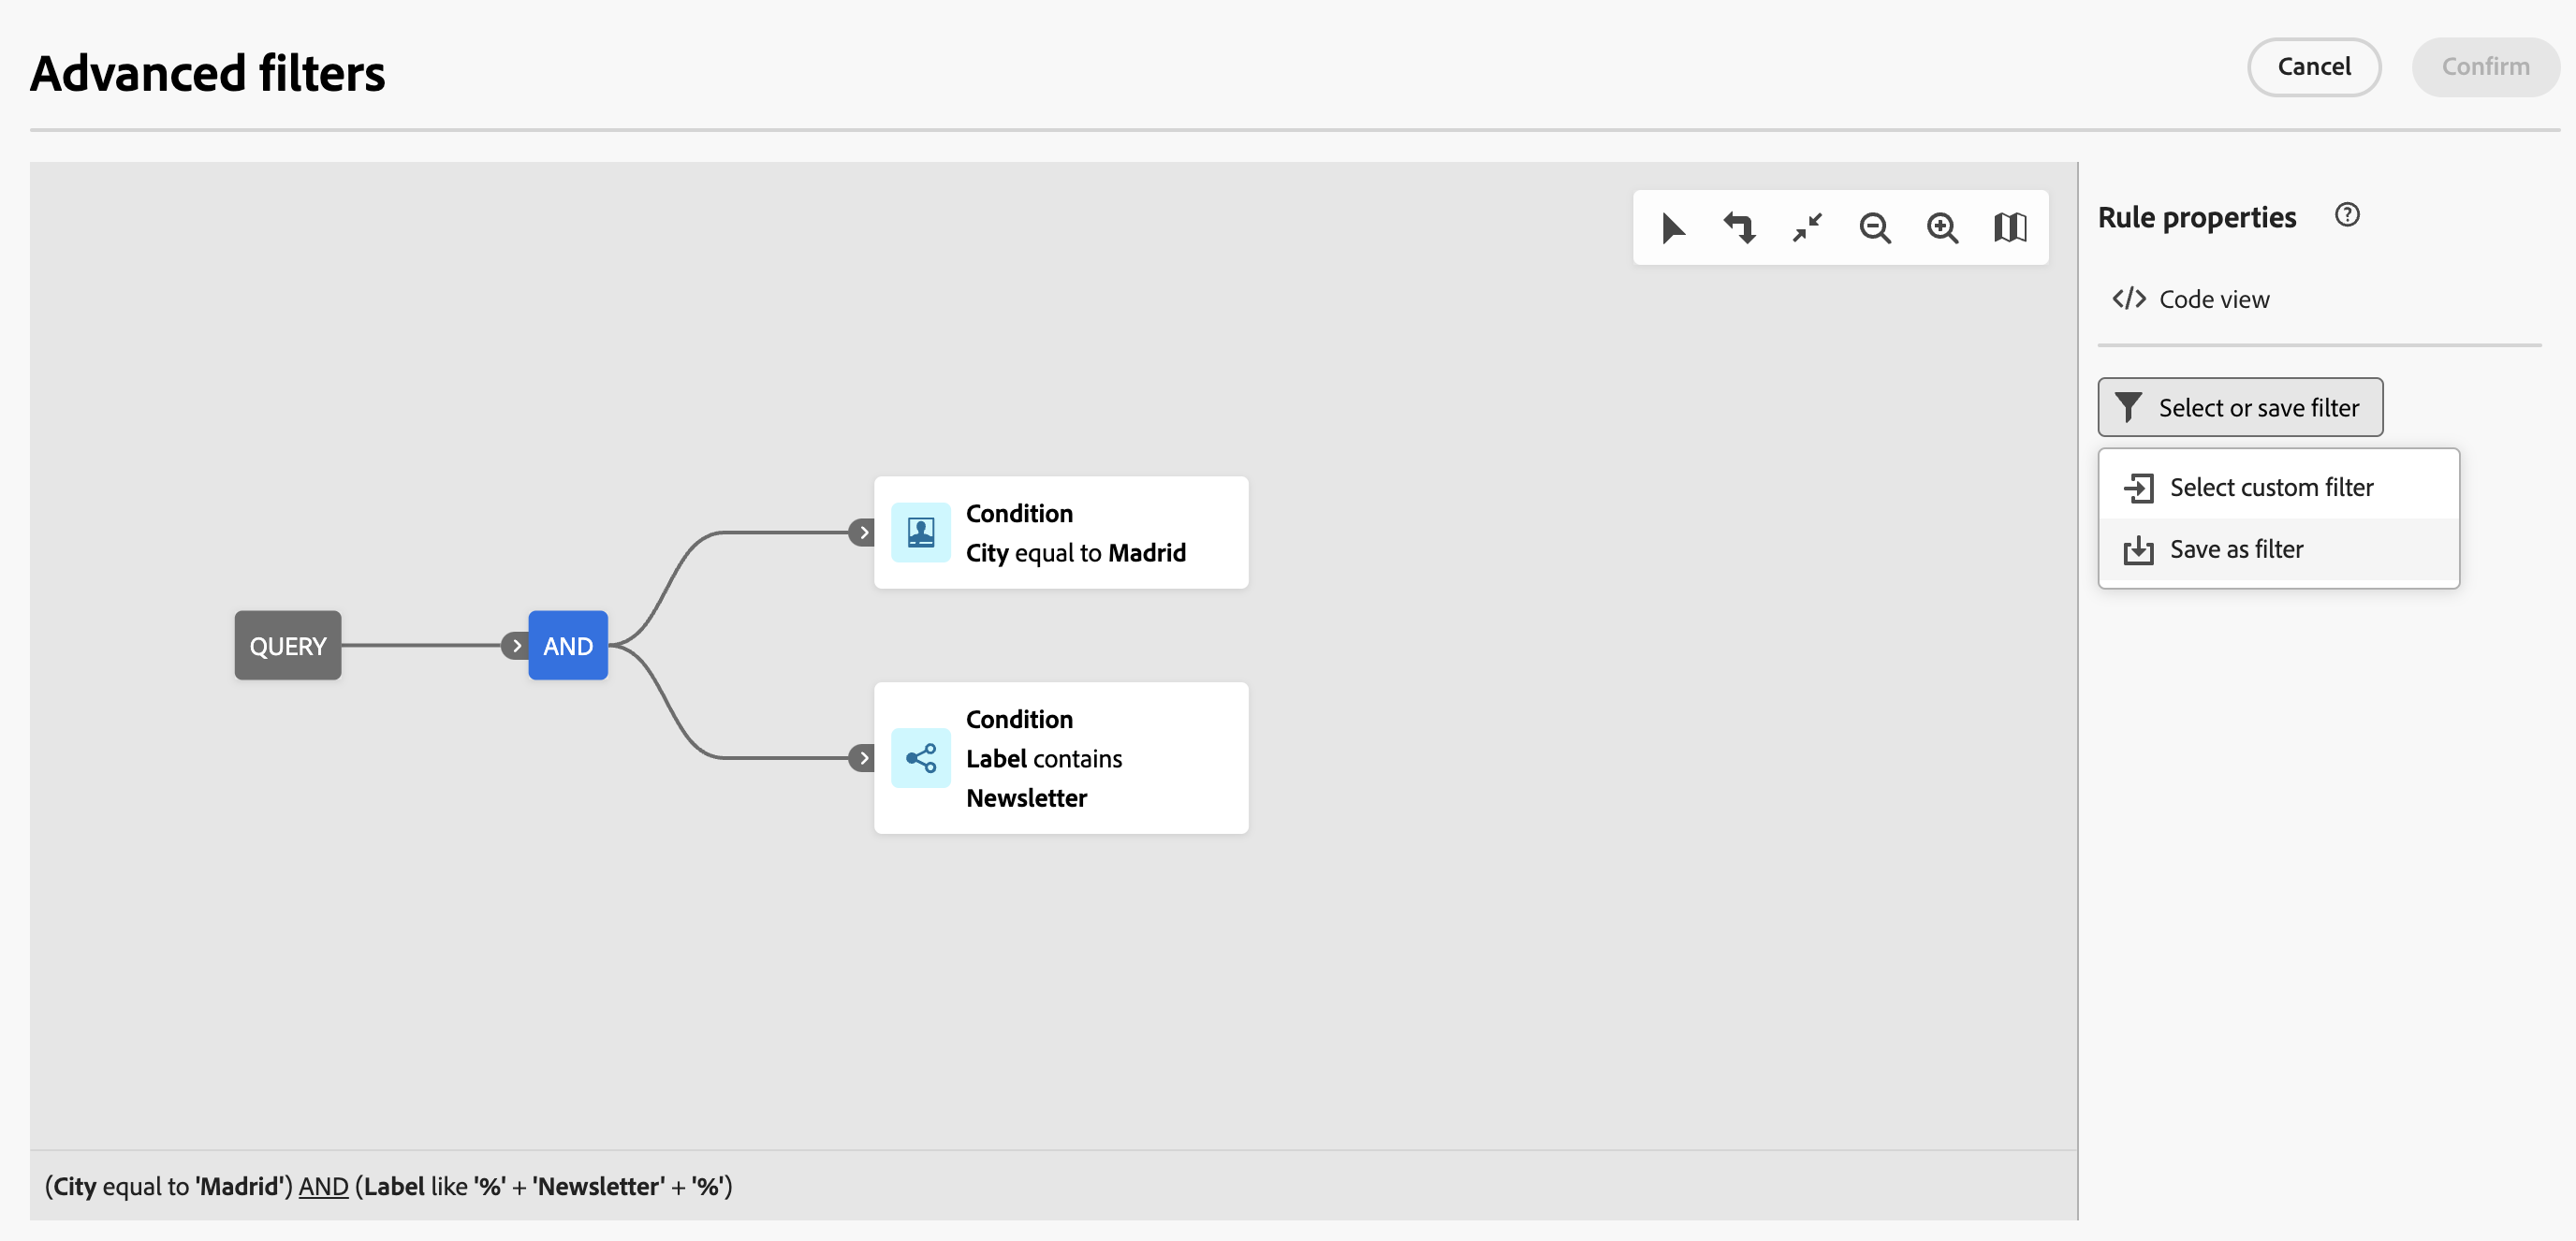 Advanced filters
Cancel
Confirm
Rule properties
Code view
Select or save filter
Select custom filter
Save as filter
Condition
City equal to Madrid
QUERY
AND
Condition
Label contains
Newsletter
(City equal to 'Madrid') AND (Label like '%' + 'Newsletter' + '%')